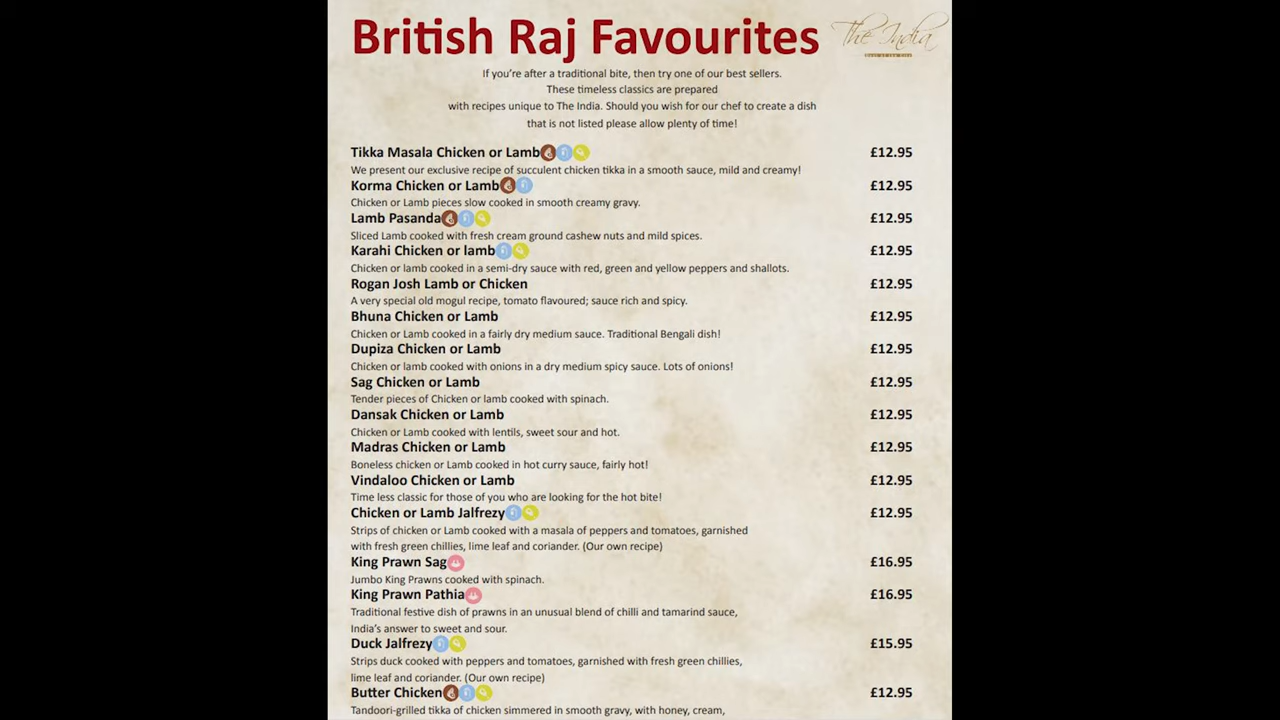 British Raj Favourites
The India
If you're after a traditional bite, then try one of our best sellers.
These timeless classics are prepared
with recipes unique to The India. Should you wish for our chef to create a dish
that is not listed please allow plenty of time!
Tikka Masala Chicken or Lamb £12.95
We present our exclusive recipe of succulent chicken tikka in a smooth sauce, mild and creamy!
Korma Chicken or Lamb £12.95
Chicken or Lamb pieces slow cooked in smooth creamy gravy.
Lamb Pasanda £12.95
Sliced Lamb cooked with fresh cream ground cashew nuts and mild spices.
Karahi Chicken or lamb £12.95
Chicken or lamb cooked in a semi-dry sauce with red, green and yellow peppers and shallots.
Rogan Josh Lamb or Chicken £12.95
A very special old mogul recipe, tomato flavoured; sauce rich and spicy.
Bhuna Chicken or Lamb £12.95
Chicken or Lamb cooked in a fairly dry medium sauce. Traditional Bengali dish!
Dupiza Chicken or Lamb £12.95
Chicken or lamb cooked with onions in a dry medium spicy sauce. Lots of onions!
Sag Chicken or Lamb £12.95
Tender pieces of Chicken or lamb cooked with spinach.
Dansak Chicken or Lamb £12.95
Chicken or Lamb cooked with lentils, sweet sour and hot.
Madras Chicken or Lamb £12.95
Boneless chicken or Lamb cooked in hot curry sauce, fairly hot!
Vindaloo Chicken or Lamb £12.95
Time less classic for those of you who are looking for the hot bite!
Chicken or Lamb Jalfrezy £12.95
Strips of chicken or Lamb cooked with a masala of peppers and tomatoes, garnished
with fresh green chillies, lime leaf and coriander. (Our own recipe)
King Prawn Sag £16.95
Jumbo King Prawns cooked with spinach.
King Prawn Pathia £16.95
Traditional festive dish of prawns in an unusual blend of chilli and tamarind sauce,
India's answer to sweet and sour.
Duck Jalfrezy £15.95
Strips duck cooked with peppers and tomatoes, garnished with fresh green chillies,
lime leaf and coriander. (Our own recipe)
Butter Chicken £12.95
Tandoori-grilled tikka of chicken simmered in smooth gravy, with honey, cream,